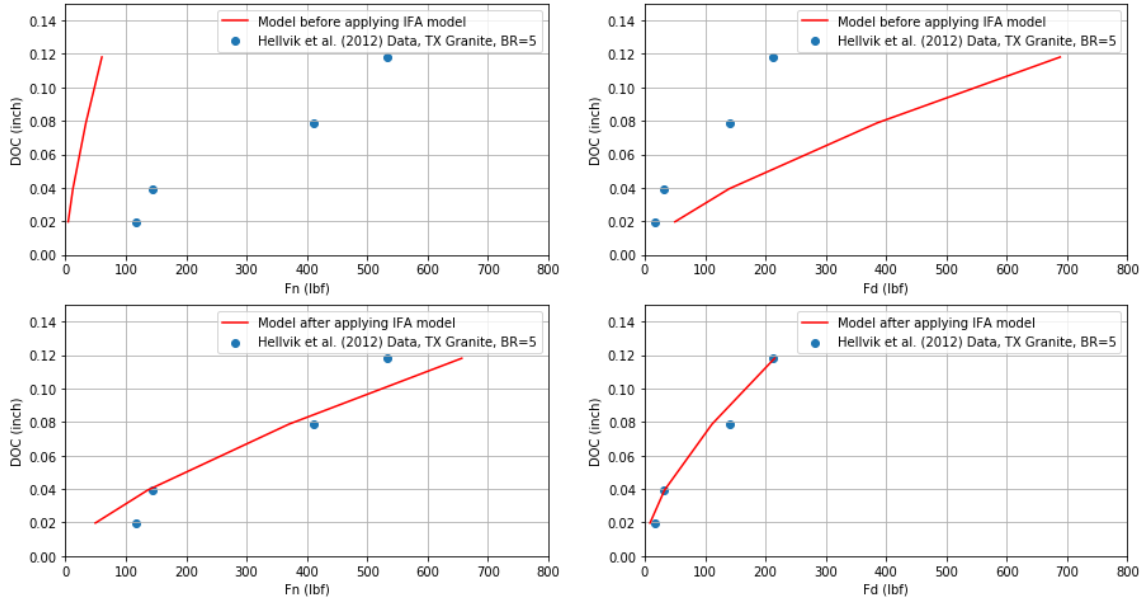 0.14
0.12
0.10
0.08
0.06
0.04
0.02
0.00
DOC (inch)
Model before applying IFA model
Hellvik et al. (2012) Data, TX Granite, BR=5
0 100 200 300 400 500 600 700 800
Fn (lbf)
0.14
0.12
0.10
0.08
0.06
0.04
0.02
0.00
DOC (inch)
Model before applying IFA model
Hellvik et al. (2012) Data, TX Granite, BR=5
0 100 200 300 400 500 600 700 800
Fd (lbf)
0.14
0.12
0.10
0.08
0.06
0.04
0.02
0.00
DOC (inch)
Model after applying IFA model
Hellvik et al. (2012) Data, TX Granite, BR=5
0 100 200 300 400 500 600 700 800
Fn (lbf)
0.14
0.12
0.10
0.08
0.06
0.04
0.02
0.00
DOC (inch)
Model after applying IFA model
Hellvik et al. (2012) Data, TX Granite, BR=5
0 100 200 300 400 500 600 700 800
Fd (lbf)